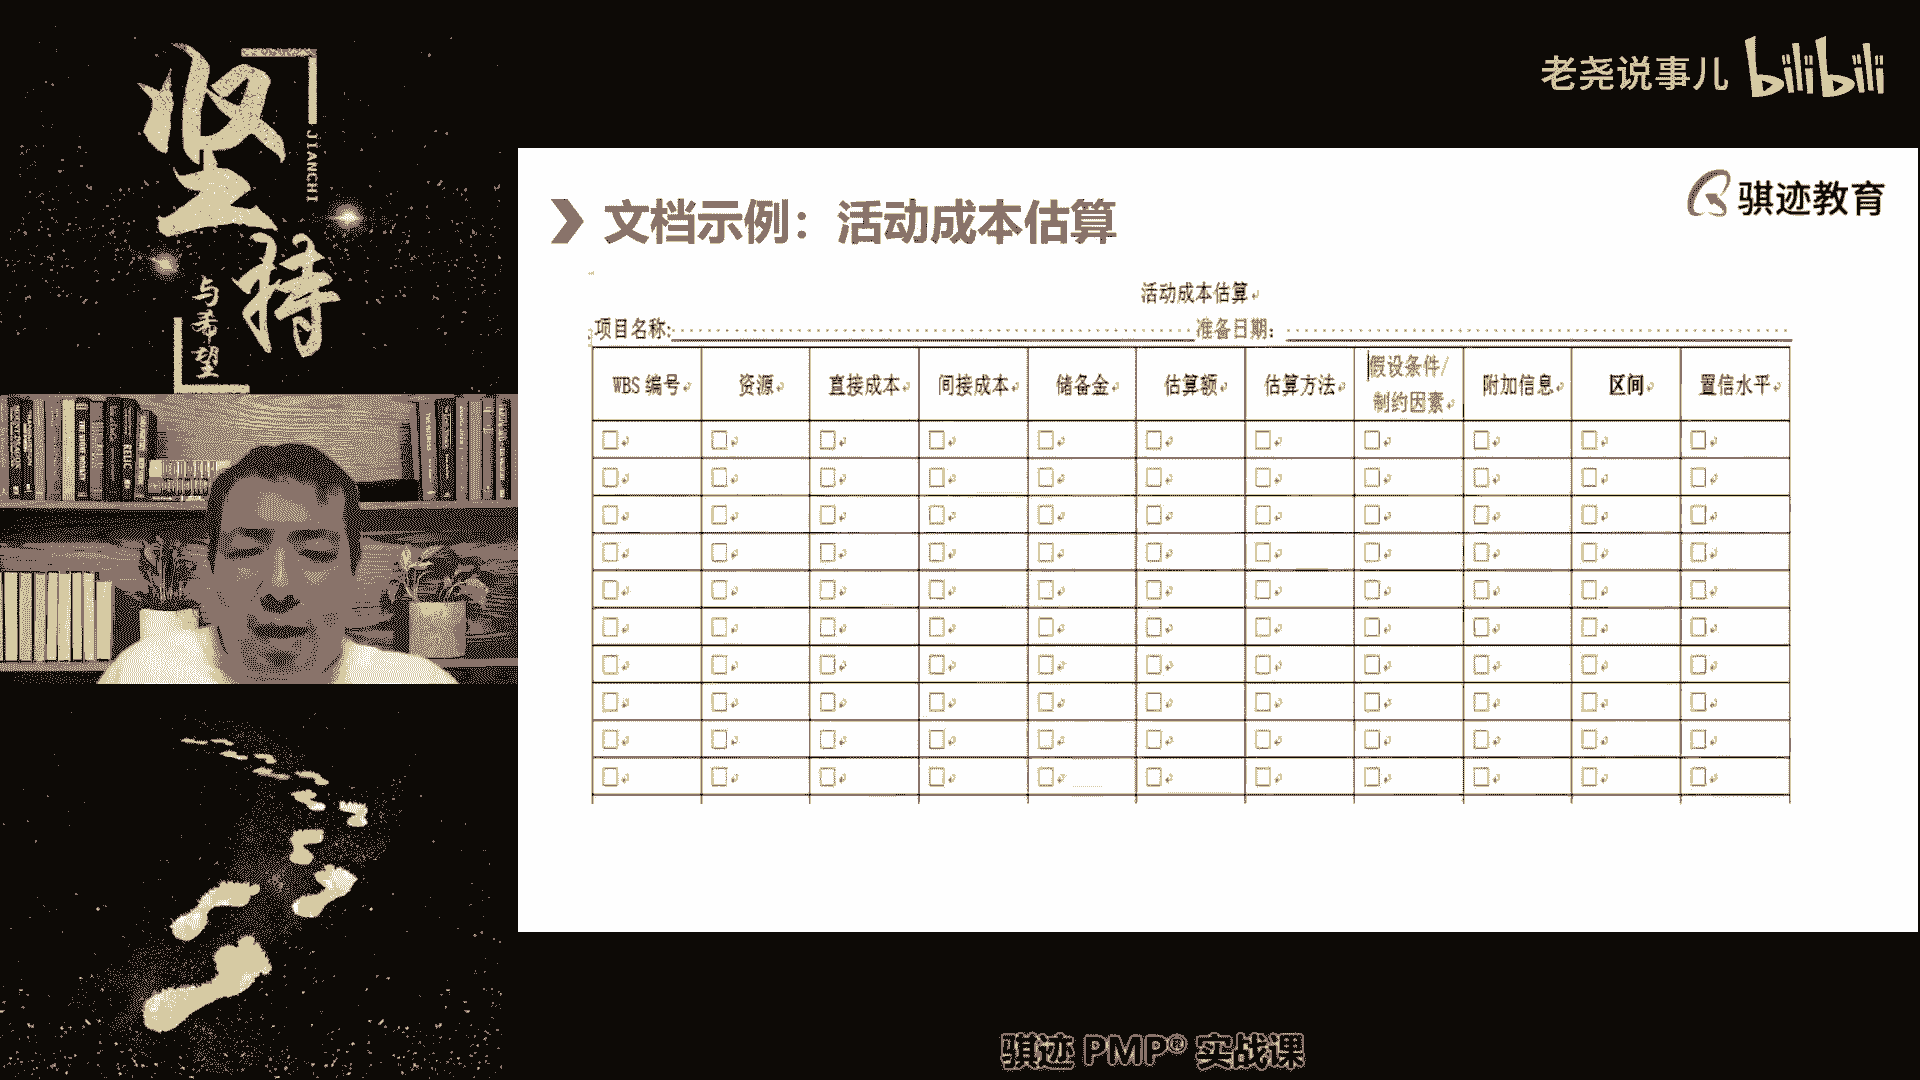 坚持
JIANCHI
与希望
老尧说事儿 bilibili
骐迹教育
文档示例：活动成本估算
活动成本估算
项目名称: 准备日期:
WBS 编号 资源 直接成本 间接成本 储备金 估算额 估算方法 假设条件/ 附加信息 区间 置信水平
制约因素
骐迹 PMP® 实战课